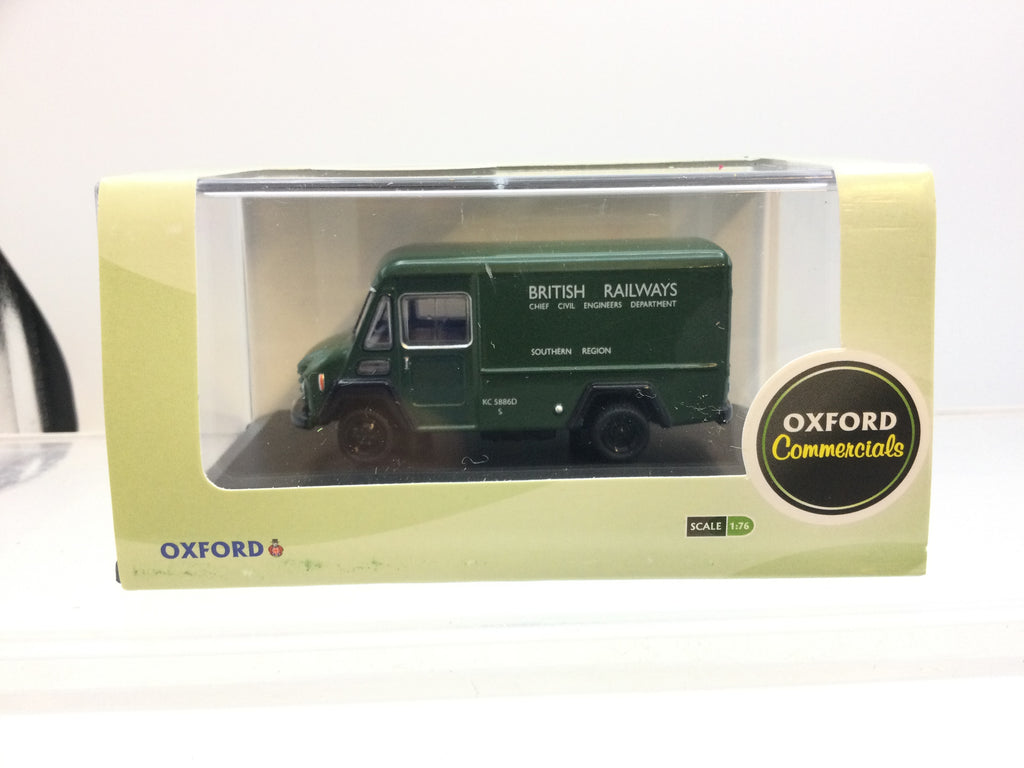 BRITISH RAILWAYS
CHIEF CIVIL ENGINEERS DEPARTMENT
SOUTHERN REGION
KC 5886D
S
OXFORD
Commercials
SCALE 1:76
OXFORD